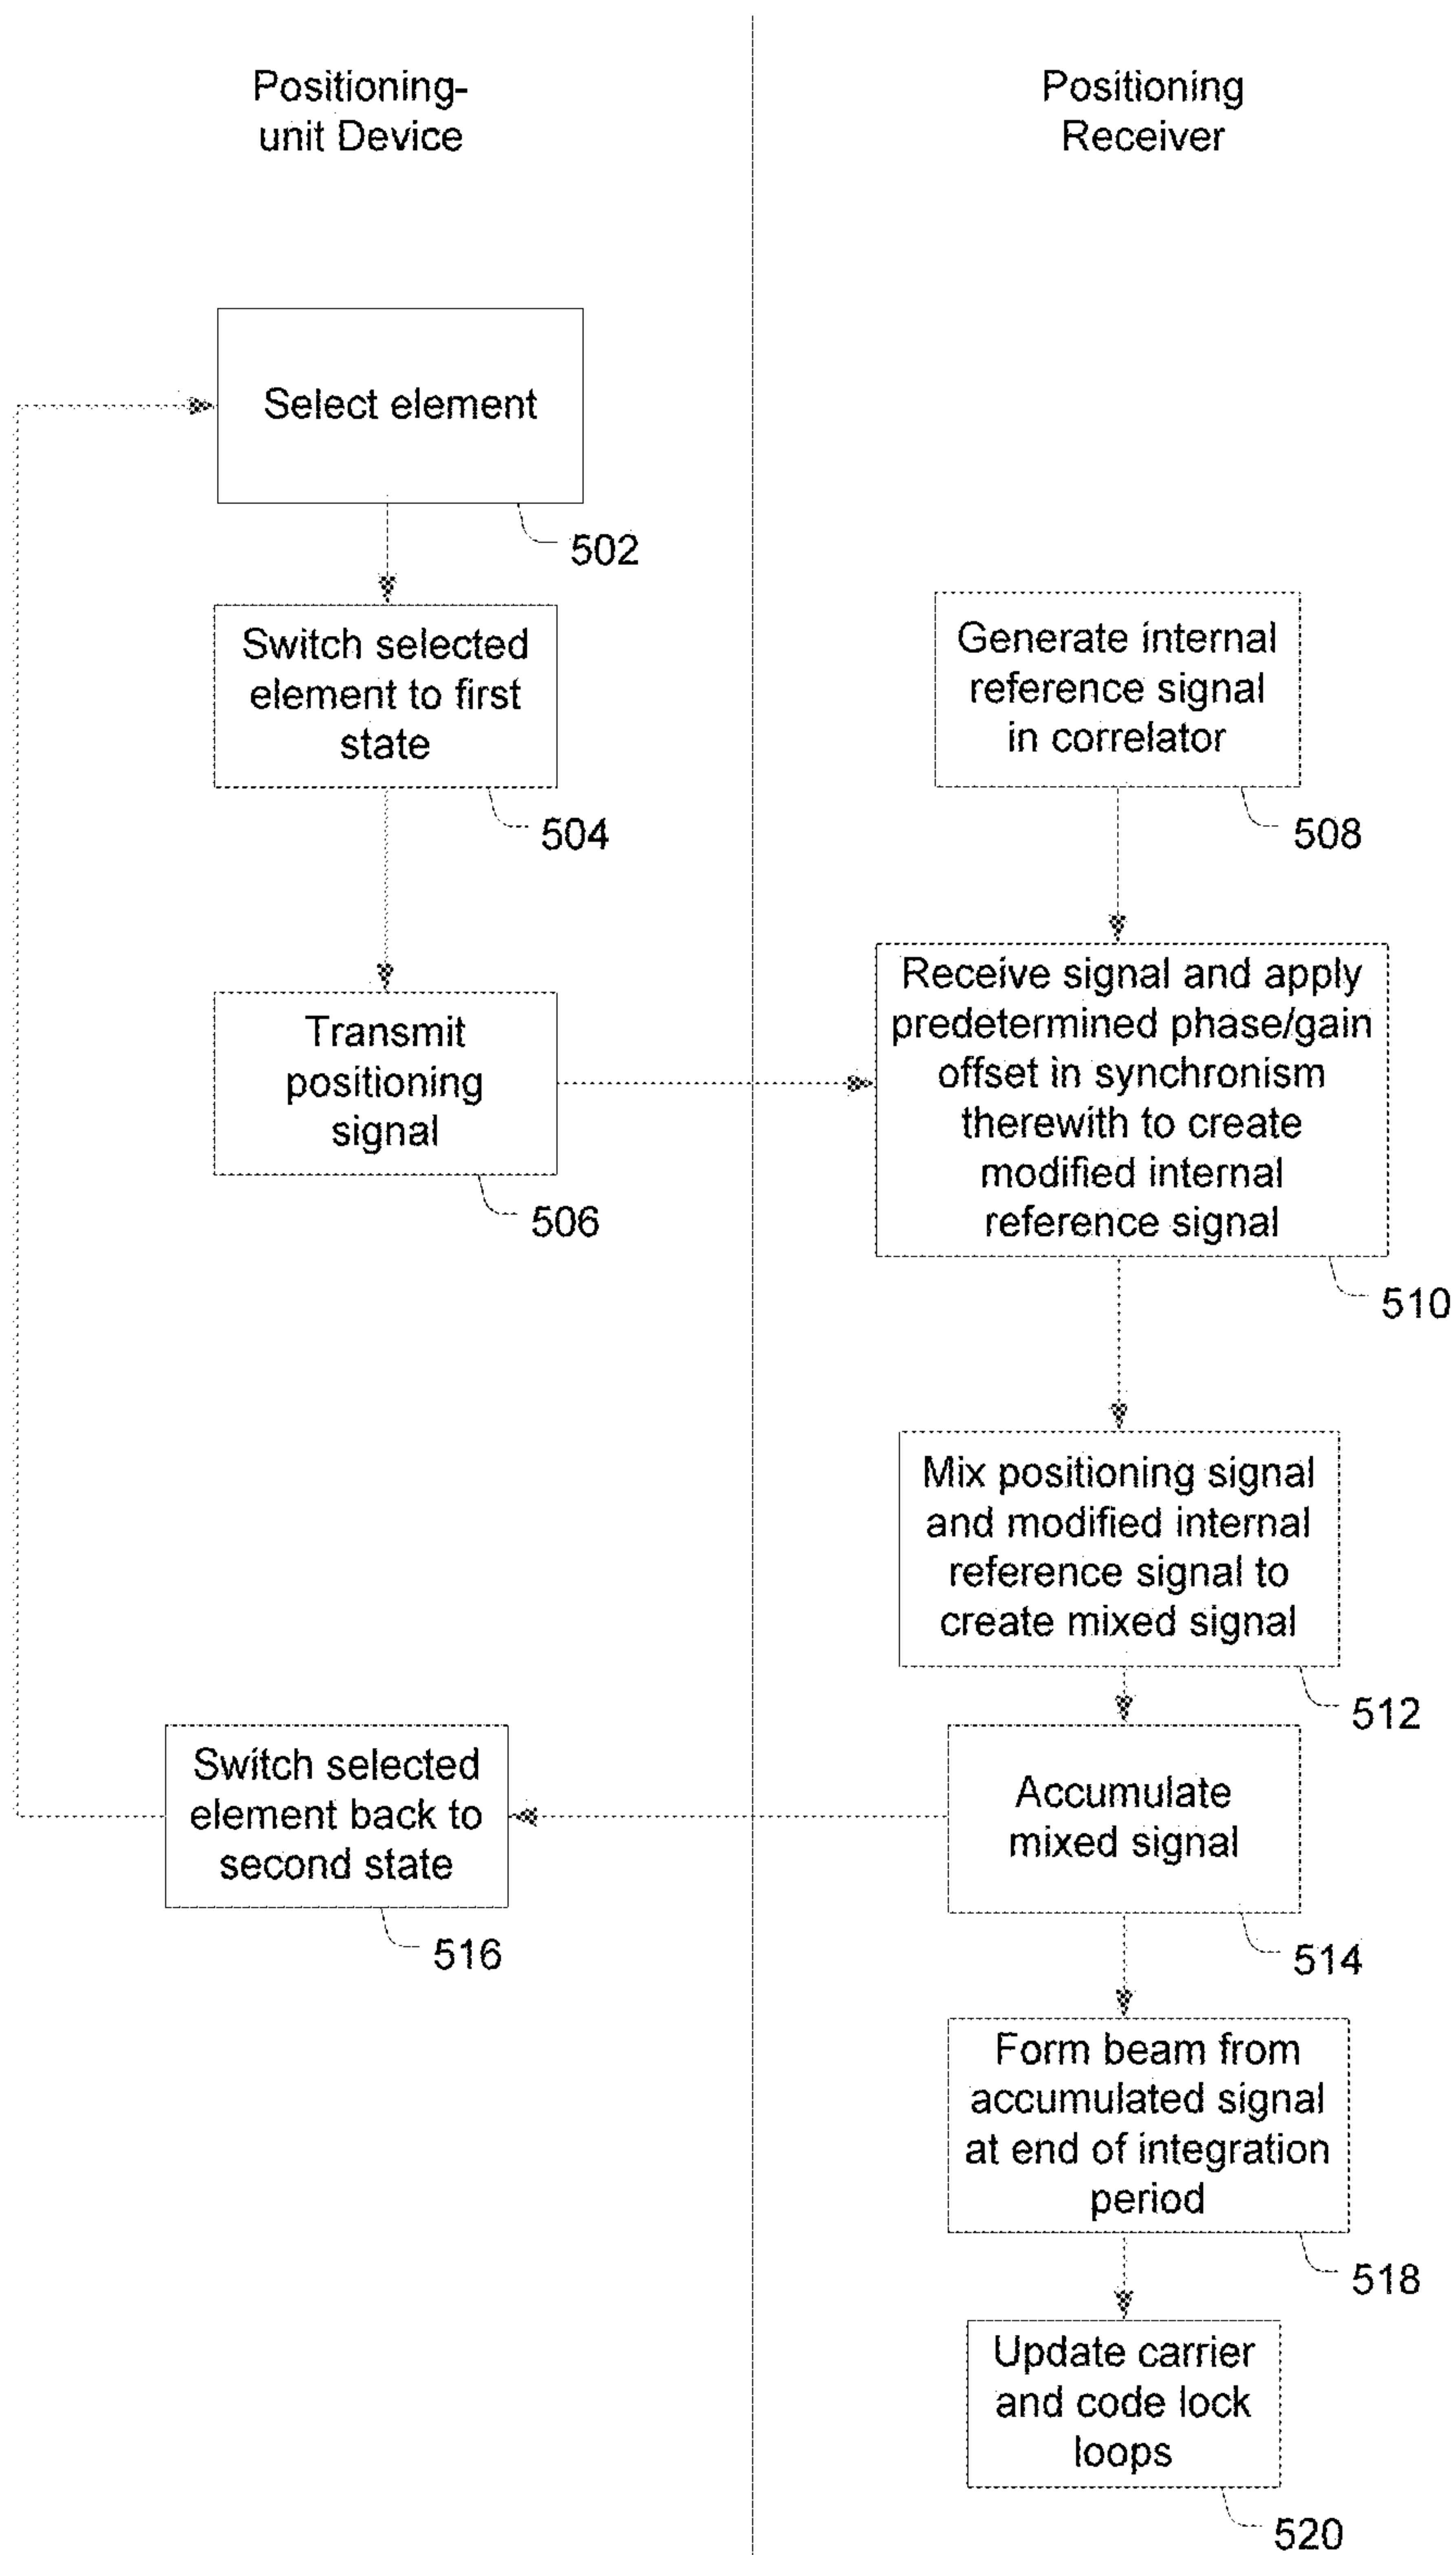 Positioning-
unit Device
Positioning
Receiver
Select element
502
Switch selected
element to first
state
504
Generate internal
reference signal
in correlator
508
Transmit
positioning
signal
506
Receive signal and apply
predetermined phase/gain
offset in synchronism
therewith to create
modified internal
reference signal
510
Mix positioning signal
and modified internal
reference signal to
create mixed signal
512
Switch selected
element back to
second state
516
Accumulate
mixed signal
514
Form beam from
accumulated signal
at end of integration
period
518
Update carrier
and code lock
loops
520